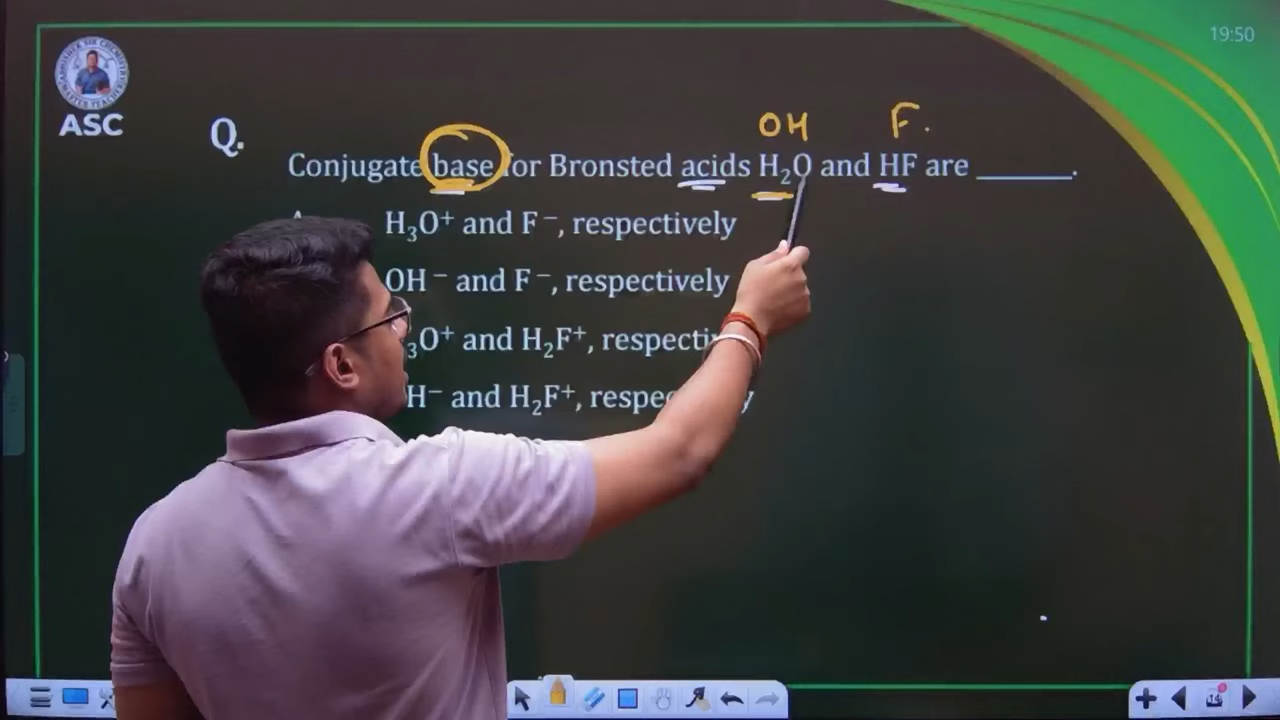 19:50
ASC
OH F.
Q.
Conjugate base for Bronsted acids H₂O and HF are ______.
H₃O⁺ and F⁻, respectively
OH⁻ and F⁻, respectively
₃O⁺ and H₂F⁺, respecti
H⁻ and H₂F⁺, respe y